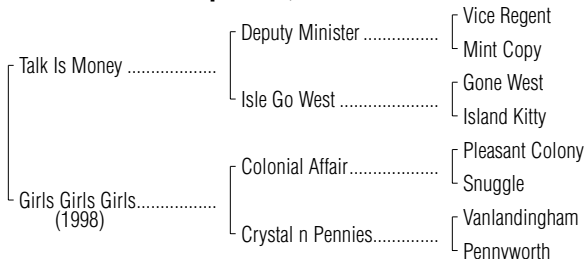 Vice Regent
Deputy Minister ................
Mint Copy
Talk Is Money ...................
Gone West
Isle Go West .....................
Island Kitty
Pleasant Colony
Colonial Affair...................
Snuggle
Girls Girls Girls.................
(1998)
Vanlandingham
Crystal n Pennies..............
Pennyworth